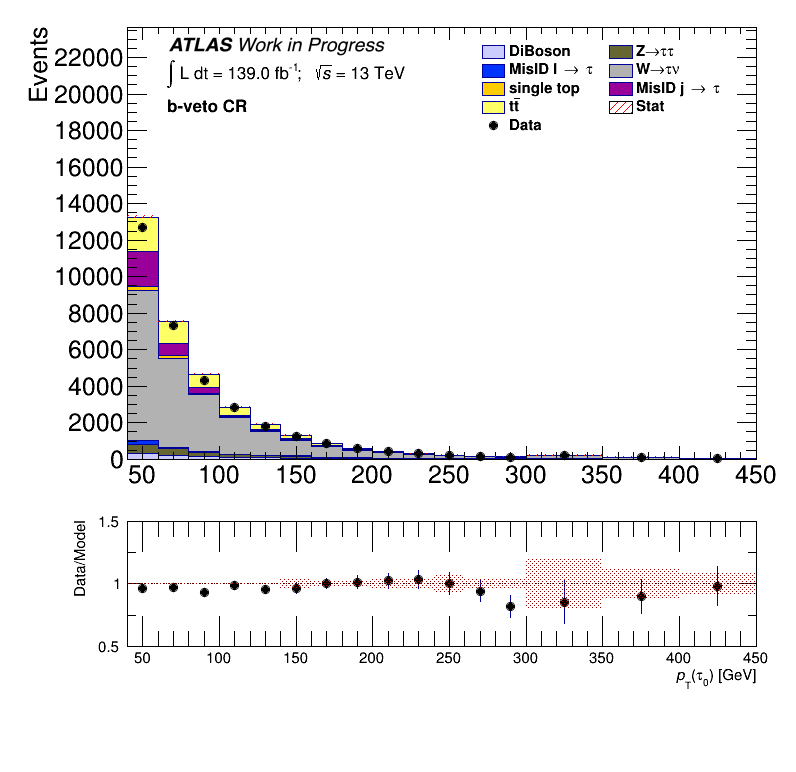 Events
22000
20000
18000
16000
14000
12000
10000
8000
6000
4000
2000
0
ATLAS Work in Progress
∫ L dt = 139.0 fb⁻¹; √s = 13 TeV
b-veto CR
DiBoson
MisID l → τ
single top
tt̄
Data
Z→ττ
W→τν
MisID j → τ
Stat
50 100 150 200 250 300 350 400 450
Data/Model
1.5
1
0.5
50 100 150 200 250 300 350 400 450
p_T(τ₀) [GeV]